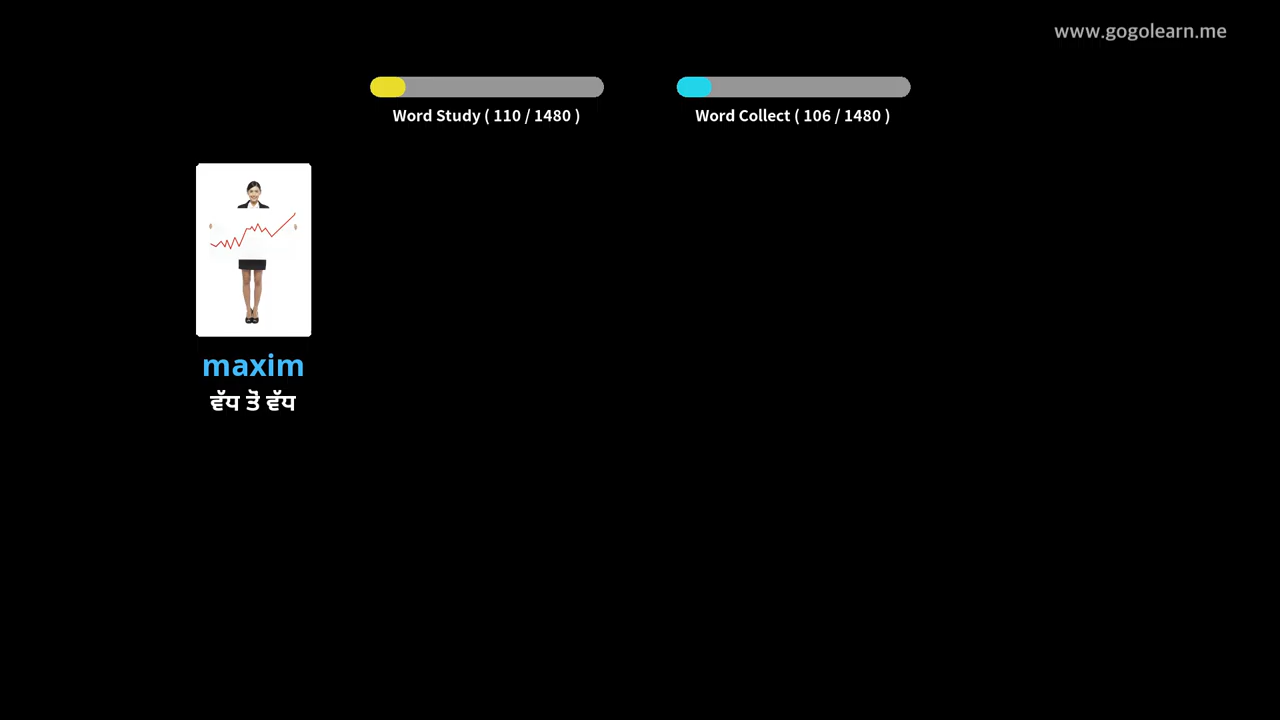 www.gogolearn.me
Word Study ( 110 / 1480 )
Word Collect ( 106 / 1480 )
maxim
ਵੱਧ ਤੋਂ ਵੱਧ